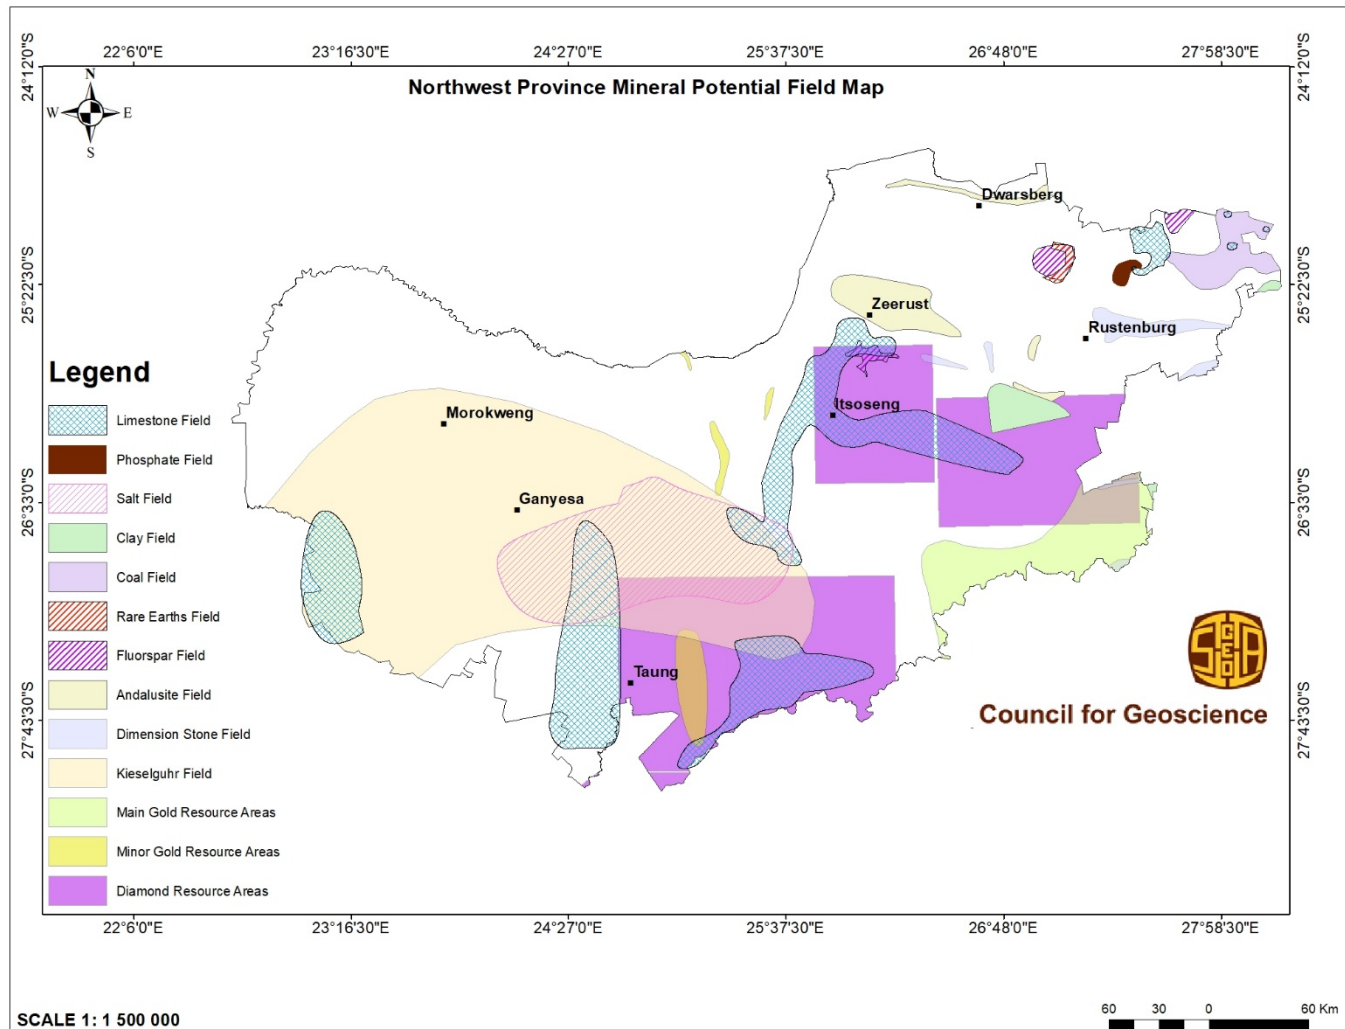 22°6'0"E 23°16'30"E 24°27'0"E 25°37'30"E 26°48'0"E 27°58'30"E
24°12'0"S 24°12'0"S
Northwest Province Mineral Potential Field Map
N
W E
S
Dwarsberg
25°22'30"S 25°22'30"S
Zeerust
Rustenburg
Legend
Morokweng
Itsoseng
Limestone Field
Phosphate Field
Salt Field
Clay Field
Coal Field
Rare Earths Field
Fluorspar Field
Andalusite Field
Dimension Stone Field
Kieselguhr Field
Main Gold Resource Areas
Minor Gold Resource Areas
Diamond Resource Areas
Ganyesa
26°33'0"S 26°33'0"S
Taung
GEO
Council for Geoscience
27°43'30"S 27°43'30"S
22°6'0"E 23°16'30"E 24°27'0"E 25°37'30"E 26°48'0"E 27°58'30"E
SCALE 1: 1 500 000
60 30 0 60 Km